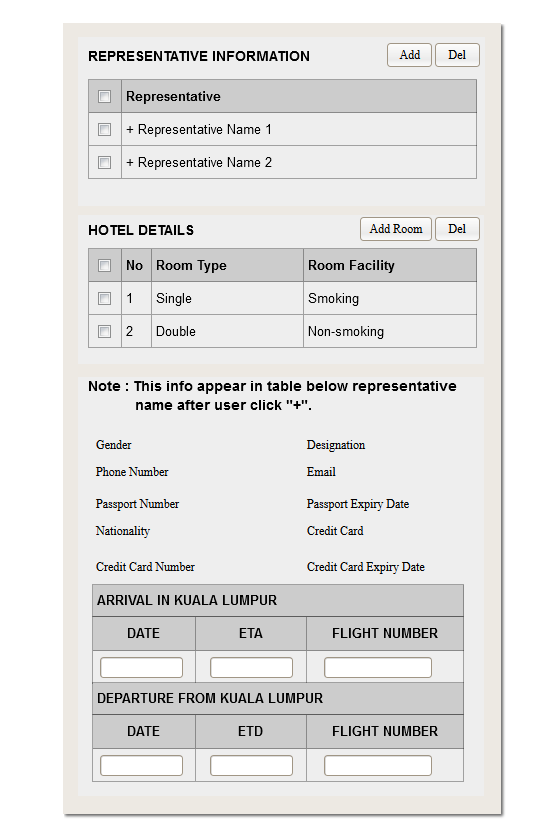 REPRESENTATIVE INFORMATION Add Del
Representative
+ Representative Name 1
+ Representative Name 2
HOTEL DETAILS Add Room Del
No Room Type Room Facility
1 Single Smoking
2 Double Non-smoking
Note : This info appear in table below representative
name after user click "+".
Gender Designation
Phone Number Email
Passport Number Passport Expiry Date
Nationality Credit Card
Credit Card Number Credit Card Expiry Date
ARRIVAL IN KUALA LUMPUR
DATE ETA FLIGHT NUMBER
DEPARTURE FROM KUALA LUMPUR
DATE ETD FLIGHT NUMBER